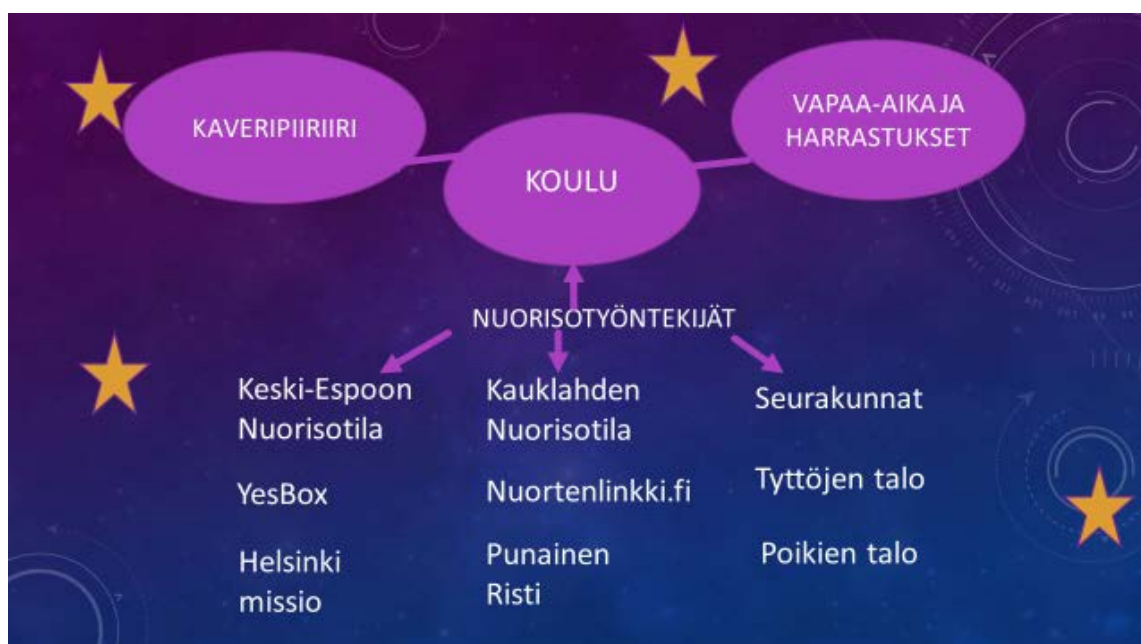 KAVERIPIIRIIRI
KOULU
VAPAA-AIKA JA
HARRASTUKSET
NUORISOTYÖNTEKIJÄT
Keski-Espoon
Nuorisotila
YesBox
Helsinki
missio
Kauklahden
Nuorisotila
Nuortenlinkki.fi
Punainen
Risti
Seurakunnat
Tyttöjen talo
Poikien talo